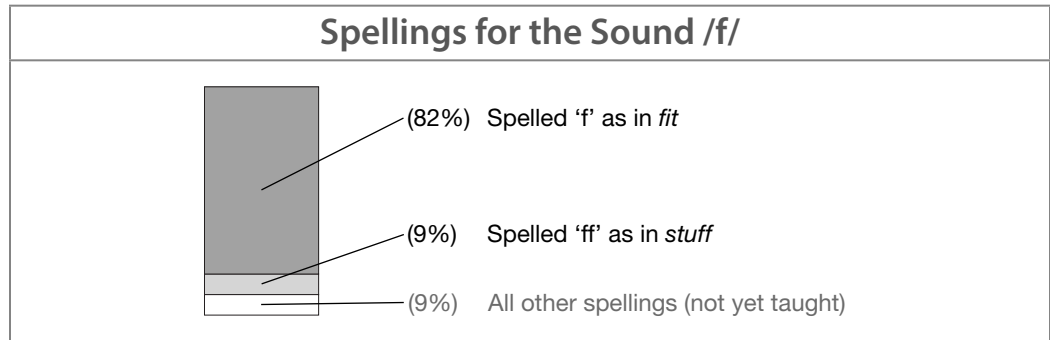 Spellings for the Sound /f/
(82%) Spelled ‘f’ as in fit
(9%) Spelled ‘ff’ as in stuff
(9%) All other spellings (not yet taught)